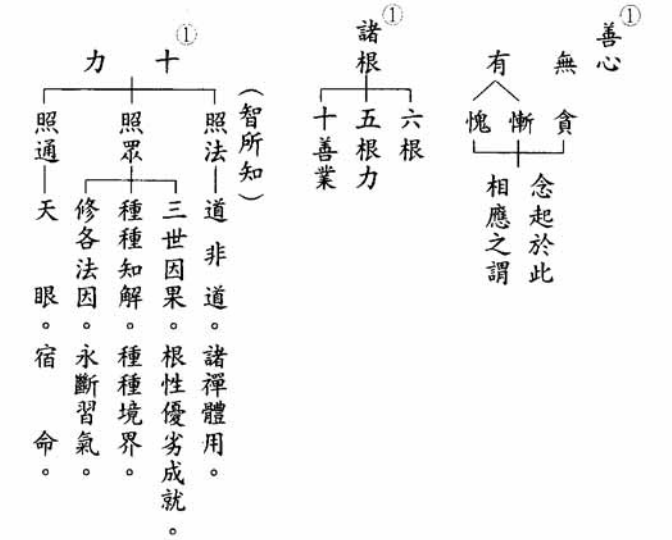 ①
善心
無
有
貪
慚
愧
念起於此
相應之謂
①
諸根
六根
五根力
十善業
①
十力
（智所知）
照法
道非道。諸禪體用。
照眾
三世因果。根性優劣成就。
種種知解。種種境界。
修各法因。永斷習氣。
照通
天眼。宿命。